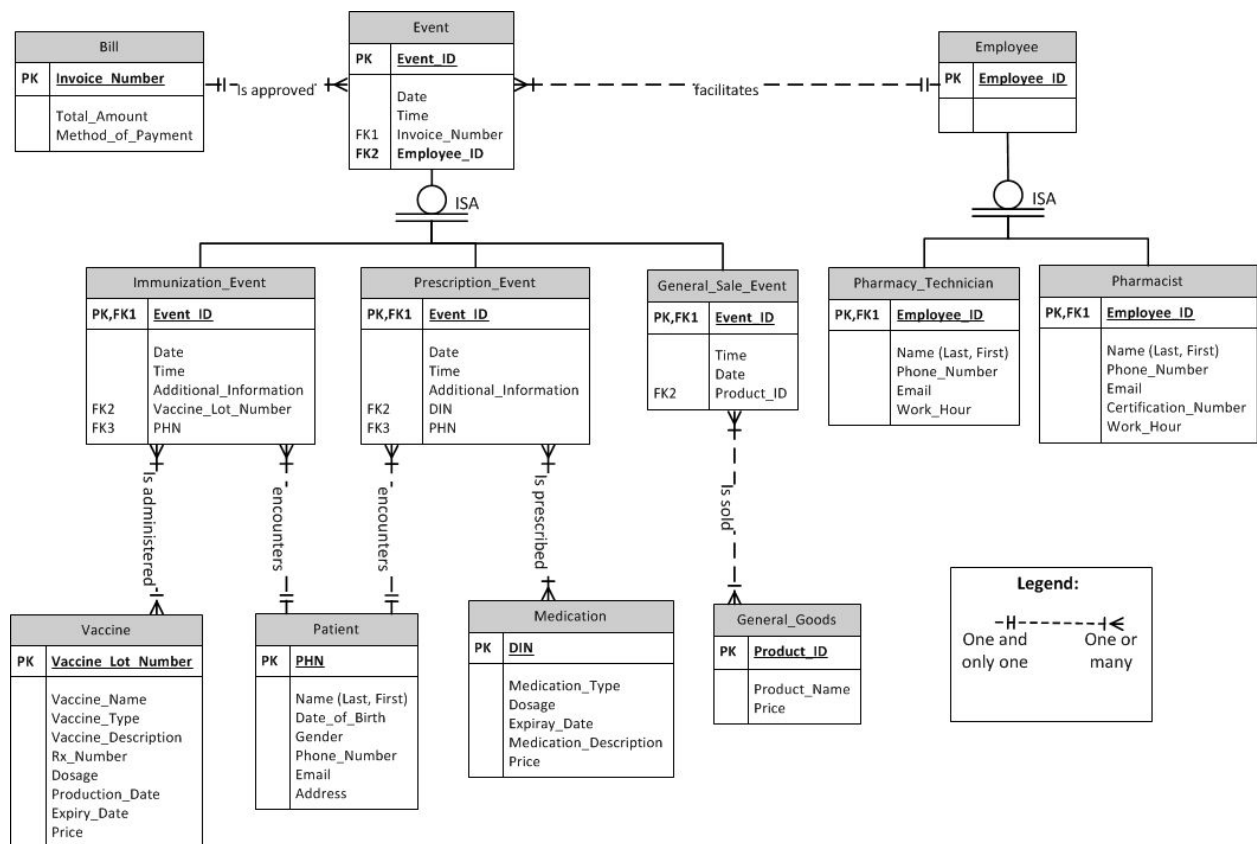 Bill
PK Invoice_Number
Total_Amount
Method_of_Payment
Is approved
Event
PK Event_ID
Date
Time
FK1 Invoice_Number
FK2 Employee_ID
facilitates
Employee
PK Employee_ID
ISA
ISA
Immunization_Event
PK,FK1 Event_ID
Date
Time
Additional_Information
FK2 Vaccine_Lot_Number
FK3 PHN
Prescription_Event
PK,FK1 Event_ID
Date
Time
Additional_Information
FK2 DIN
FK3 PHN
General_Sale_Event
PK,FK1 Event_ID
Time
Date
FK2 Product_ID
Pharmacy_Technician
PK,FK1 Employee_ID
Name (Last, First)
Phone_Number
Email
Work_Hour
Pharmacist
PK,FK1 Employee_ID
Name (Last, First)
Phone_Number
Email
Certification_Number
Work_Hour
Is administered
encounters
encounters
Is prescribed
Is sold
Vaccine
PK Vaccine_Lot_Number
Vaccine_Name
Vaccine_Type
Vaccine_Description
Rx_Number
Dosage
Production_Date
Expiry_Date
Price
Patient
PK PHN
Name (Last, First)
Date_of_Birth
Gender
Phone_Number
Email
Address
Medication
PK DIN
Medication_Type
Dosage
Expiray_Date
Medication_Description
Price
General_Goods
PK Product_ID
Product_Name
Price
Legend:
One and
only one
One or
many